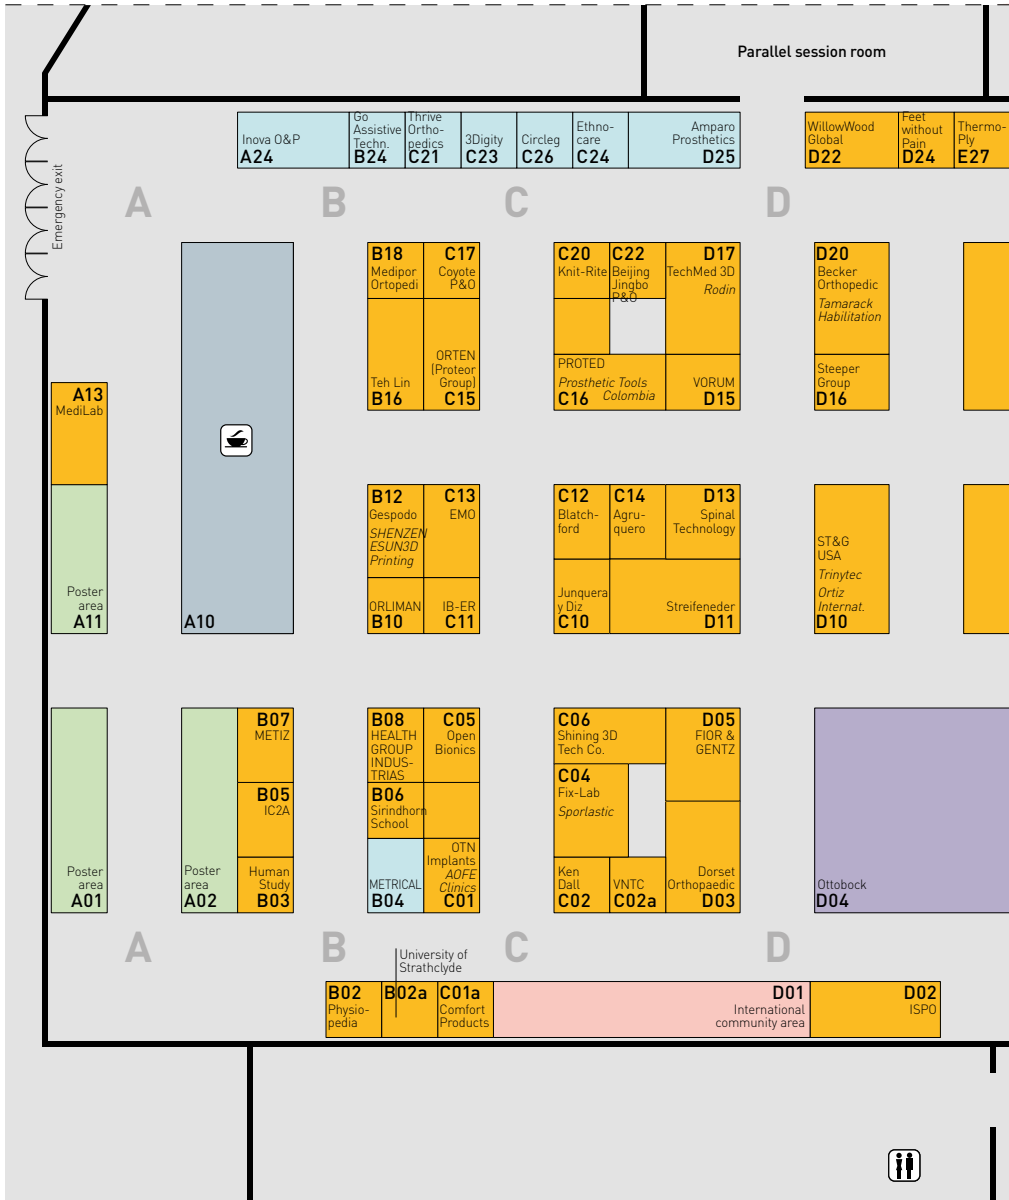 Parallel session room
Emergency exit
Inova O&P
A24
Go
Assistive
Techn.
B24
Thrive
Ortho-
pedics
C21
3Digity
C23
Circleg
C26
Ethno-
care
C24
Amparo
Prosthetics
D25
WillowWood
Global
D22
Feet
without
Pain
D24
Thermo-
Ply
E27
A
B
C
D
B18
Medipor
Ortopedi
C17
Coyote
P&O
Teh Lin
B16
ORTEN
(Proteor
Group)
C15
C20
Knit-Rite
C22
Beijing
Jingbo
P&O
D17
TechMed 3D
Rodin
PROTED
Prosthetic Tools
Colombia
C16
VORUM
D15
D20
Becker
Orthopedic
Tamarack
Habilitation
Steeper
Group
D16
A13
MediLab
Poster
area
A11
A10
B12
Gespodo
SHENZEN
ESUN3D
Printing
C13
EMO
ORLIMAN
B10
IB-ER
C11
C12
Blatch-
ford
C14
Agru-
quero
D13
Spinal
Technology
Junquera
y Diz
C10
Streifeneder
D11
ST&G
USA
Trinytec
Ortiz
Internat.
D10
Poster
area
A01
Poster
area
A02
B07
METIZ
B05
IC2A
Human
Study
B03
B08
HEALTH
GROUP
INDUS-
TRIAS
C05
Open
Bionics
B06
Sirindhorn
School
METRICAL
B04
OTN
Implants
AOFE
Clinics
C01
C06
Shining 3D
Tech Co.
D05
FIOR &
GENTZ
C04
Fix-Lab
Sporlastic
Ken
Dall
C02
VNTC
C02a
Dorset
Orthopaedic
D03
Ottobock
D04
A
B
C
D
University of
Strathclyde
B02
Physio-
pedia
B02a
C01a
Comfort
Products
D01
International
community area
D02
ISPO